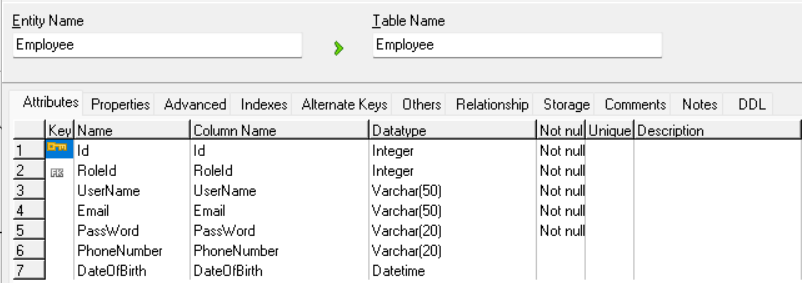 Entity Name Table Name
Employee Employee
Attributes Properties Advanced Indexes Alternate Keys Others Relationship Storage Comments Notes DDL
Key Name Column Name Datatype Not nul Unique Description
1 Id Id Integer Not null
2 FK RoleId RoleId Integer Not null
3 UserName UserName Varchar(50) Not null
4 Email Email Varchar(50) Not null
5 PassWord PassWord Varchar(20) Not null
6 PhoneNumber PhoneNumber Varchar(20)
7 DateOfBirth DateOfBirth Datetime